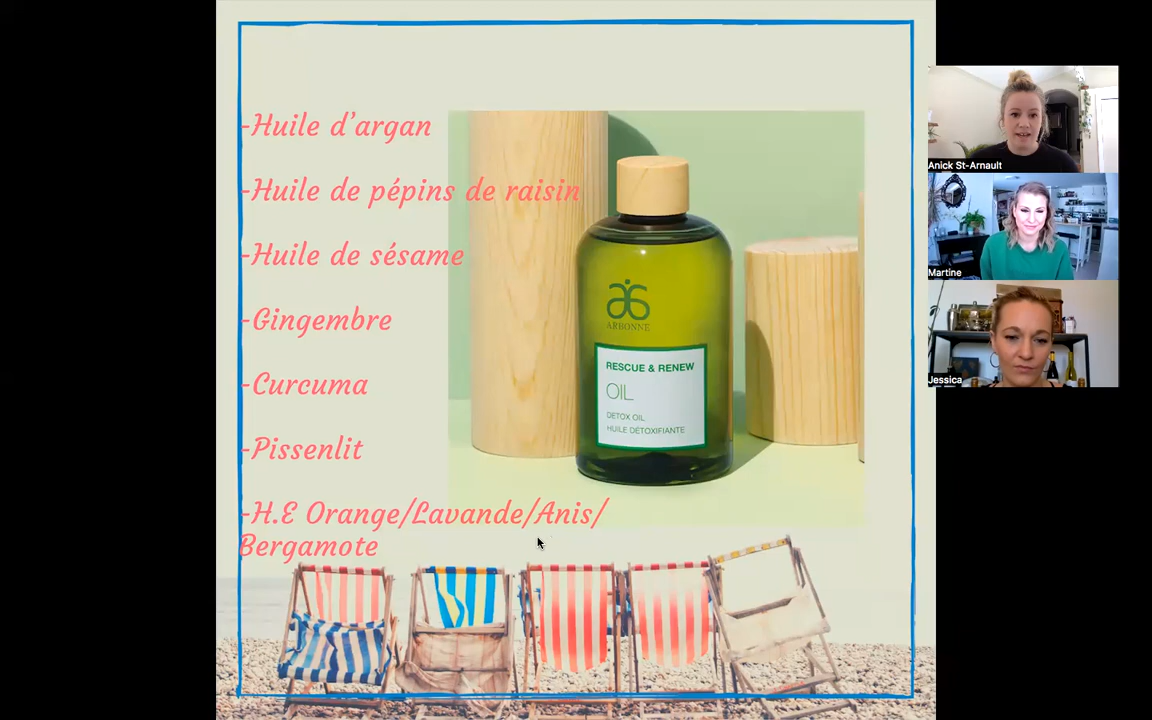 -Huile d’argan
-Huile de pépins de raisin
-Huile de sésame
-Gingembre
-Curcuma
-Pissenlit
-H.E Orange/Lavande/Anis/
Bergamote
ARBONNE
RESCUE & RENEW
OIL
DETOX OIL
HUILE DÉTOXIFIANTE
Anick St-Arnault
Martine
Jessica